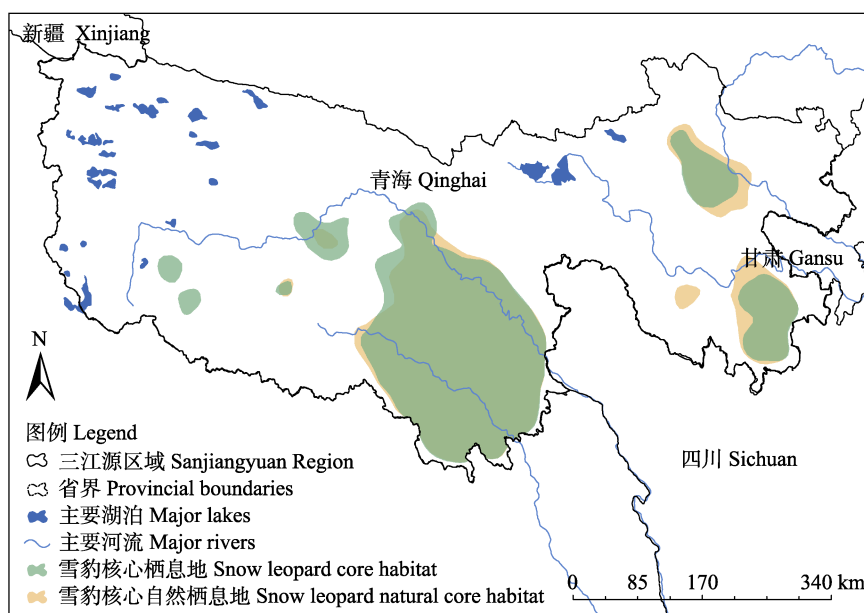 新疆 Xinjiang
青海 Qinghai
甘肃 Gansu
N
图例 Legend
三江源区域 Sanjiangyuan Region
省界 Provincial boundaries
主要湖泊 Major lakes
主要河流 Major rivers
雪豹核心栖息地 Snow leopard core habitat
雪豹核心自然栖息地 Snow leopard natural core habitat
四川 Sichuan
0 85 170 340 km